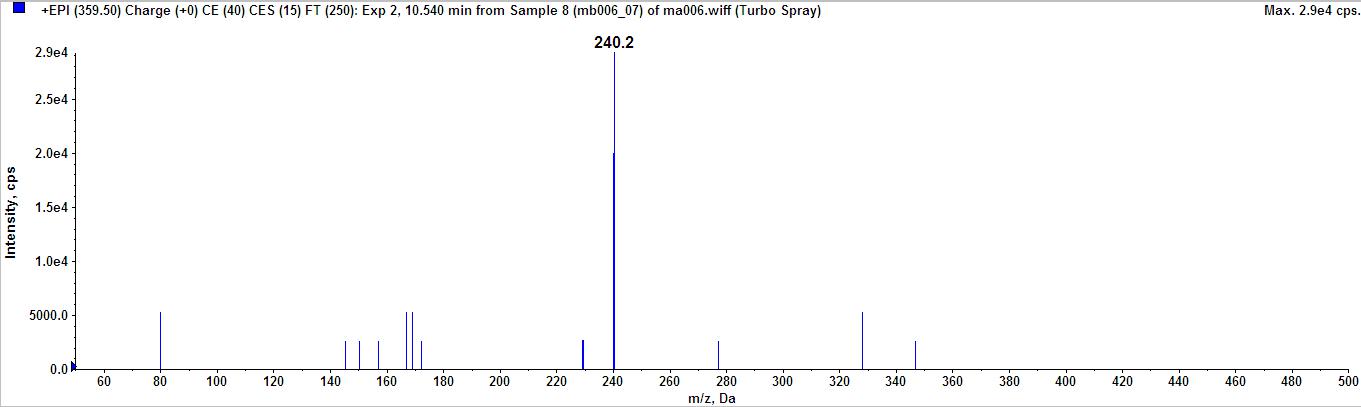 +EPI (359.50) Charge (+0) CE (40) CES (15) FT (250): Exp 2, 10.540 min from Sample 8 (mb006_07) of ma006.wiff (Turbo Spray)
Max. 2.9e4 cps.
240.2
2.9e4
2.5e4
2.0e4
1.5e4
1.0e4
5000.0
0.0
Intensity, cps
60 80 100 120 140 160 180 200 220 240 260 280 300 320 340 360 380 400 420 440 460 480 500
m/z, Da